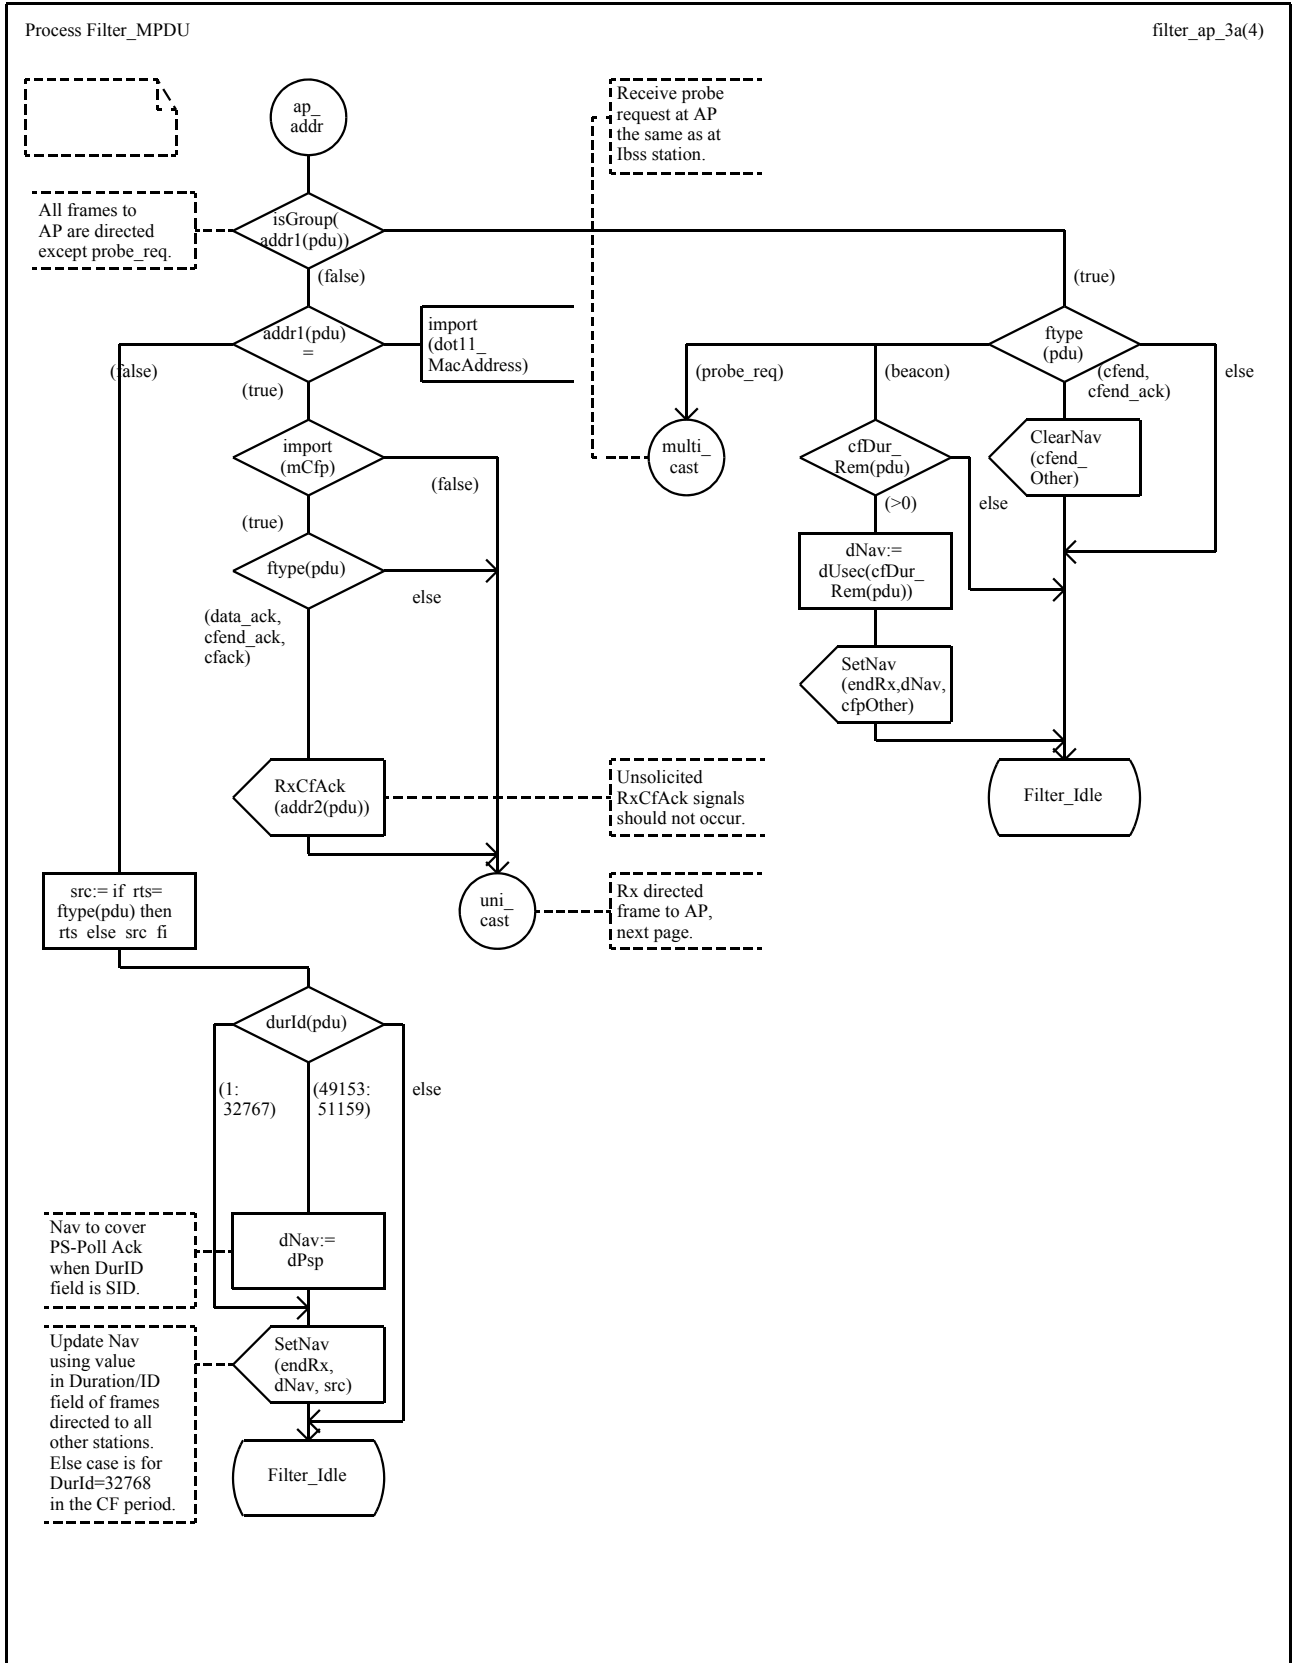 Process Filter_MPDU
filter_ap_3a(4)
ap_
addr
Receive probe
request at AP
the same as at
Ibss station.
All frames to
AP are directed
except probe_req.
isGroup(
addr1(pdu))
(false)
(true)
addr1(pdu)
=
import
(dot11_
MacAddress)
ftype
(pdu)
(false)
(true)
(probe_req)
(beacon)
(cfend,
cfend_ack)
else
import
(mCfp)
(false)
(true)
multi_
cast
cfDur_
Rem(pdu)
ClearNav
(cfend_
Other)
(>0)
else
ftype(pdu)
else
(data_ack,
cfend_ack,
cfack)
dNav:=
dUsec(cfDur_
Rem(pdu))
SetNav
(endRx,dNav,
cfpOther)
RxCfAck
(addr2(pdu))
Unsolicited
RxCfAck signals
should not occur.
Filter_Idle
src:= if rts=
ftype(pdu) then
rts else src fi
uni_
cast
Rx directed
frame to AP,
next page.
durId(pdu)
(1:
32767)
(49153:
51159)
else
Nav to cover
PS-Poll Ack
when DurID
field is SID.
dNav:=
dPsp
Update Nav
using value
in Duration/ID
field of frames
directed to all
other stations.
Else case is for
DurId=32768
in the CF period.
SetNav
(endRx,
dNav, src)
Filter_Idle